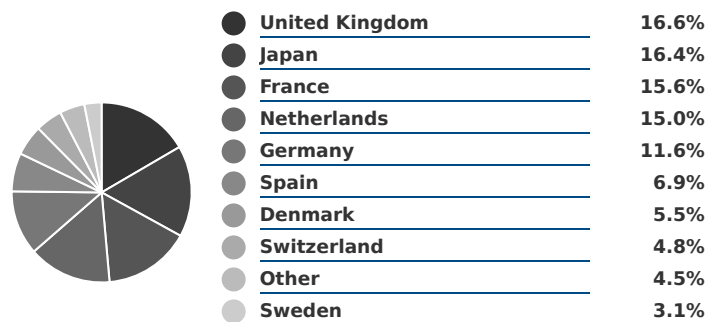 United Kingdom 16.6%
Japan 16.4%
France 15.6%
Netherlands 15.0%
Germany 11.6%
Spain 6.9%
Denmark 5.5%
Switzerland 4.8%
Other 4.5%
Sweden 3.1%